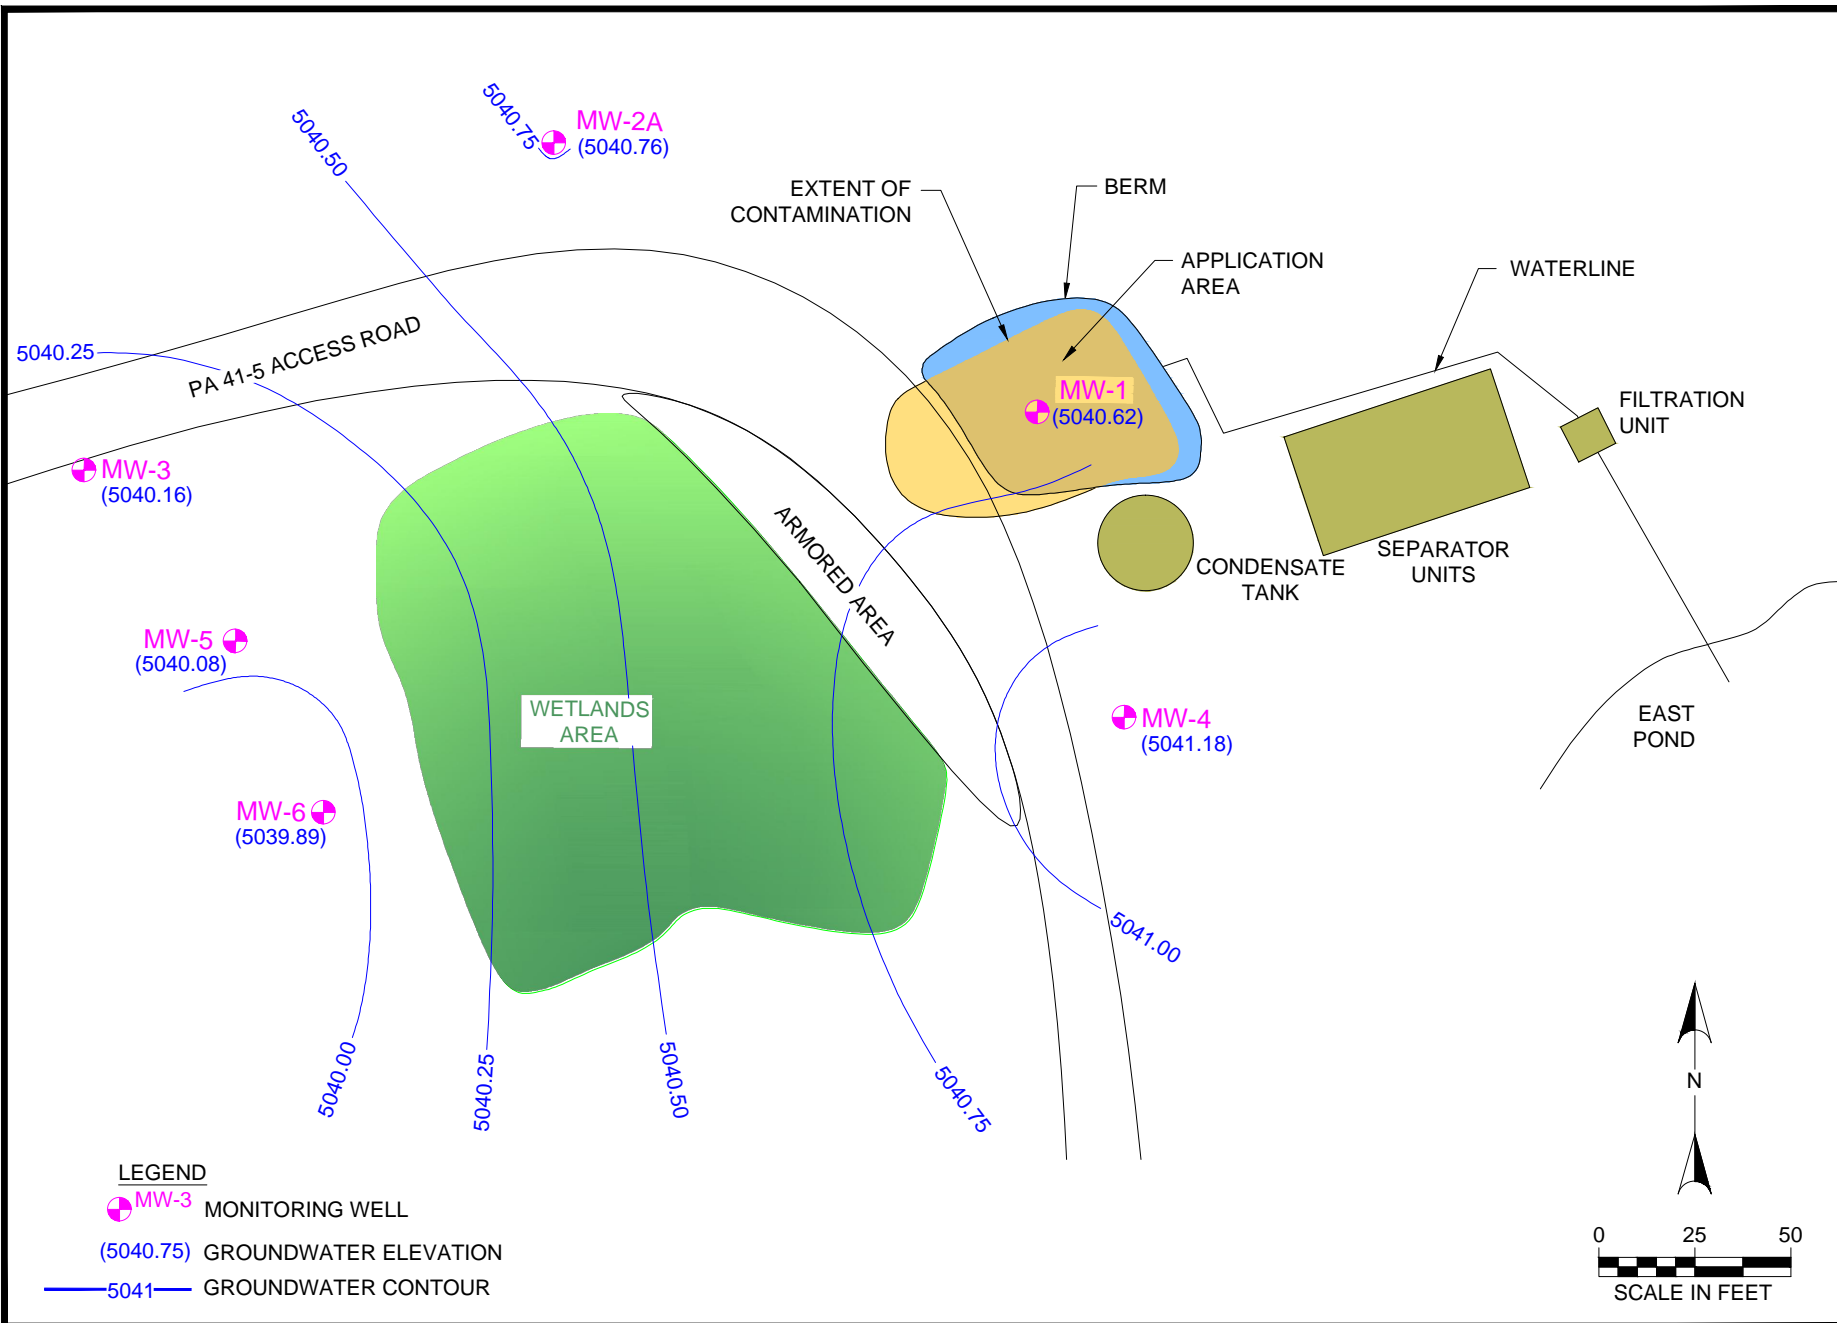 5040.50
5040.75
MW-2A
(5040.76)
EXTENT OF
CONTAMINATION
BERM
APPLICATION
AREA
WATERLINE
5040.25
PA 41-5 ACCESS ROAD
MW-1
(5040.62)
FILTRATION
UNIT
MW-3
(5040.16)
ARMORED AREA
CONDENSATE
TANK
SEPARATOR
UNITS
MW-5
(5040.08)
WETLANDS
AREA
MW-4
(5041.18)
EAST
POND
MW-6
(5039.89)
5041.00
5040.00
5040.25
5040.50
5040.75
N
LEGEND
MW-3 MONITORING WELL
(5040.75) GROUNDWATER ELEVATION
5041 GROUNDWATER CONTOUR
0 25 50
SCALE IN FEET